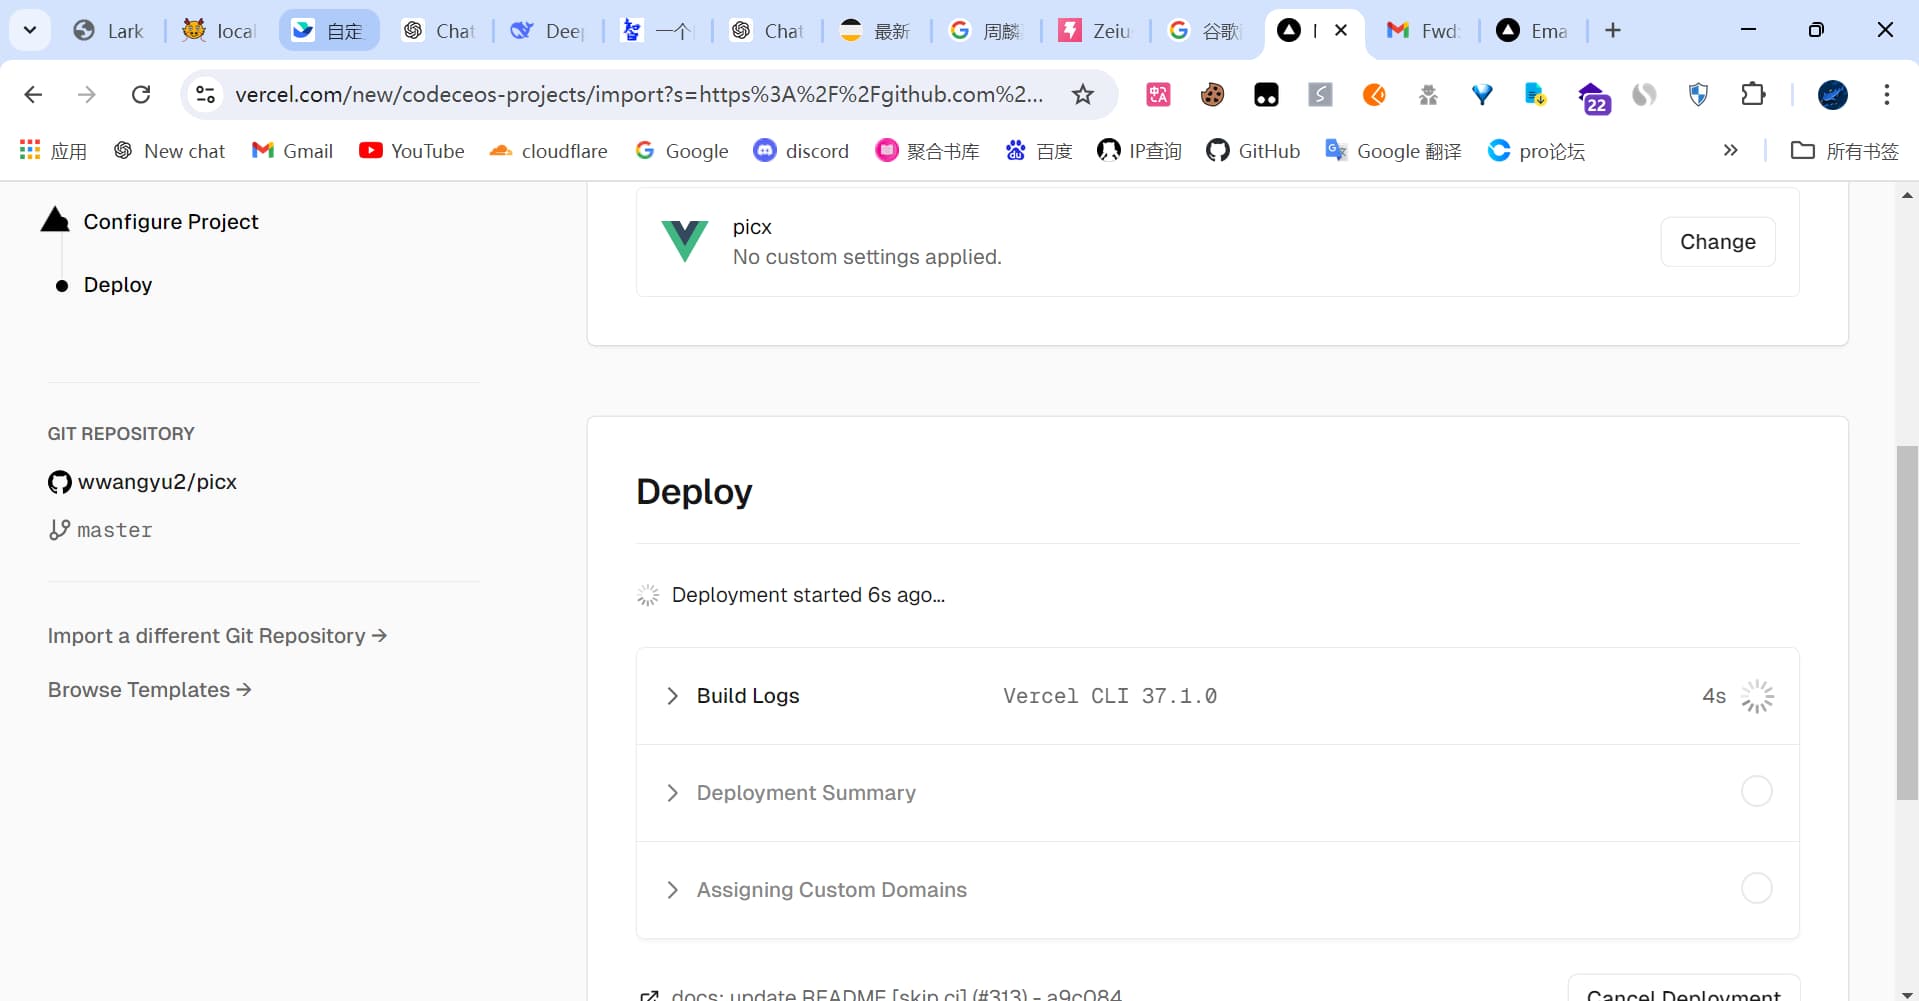 Lark
local
自定
Chat
Deep
一个
Chat
最新
周麟
Zeiu
谷歌
Fwd:
Ema
vercel.com/new/codeceos-projects/import?s=https%3A%2F%2Fgithub.com%2...
22
应用
New chat
Gmail
YouTube
cloudflare
Google
discord
聚合书库
百度
IP查询
GitHub
Google 翻译
pro论坛
所有书签
Configure Project
Deploy
GIT REPOSITORY
wwangyu2/picx
master
Import a different Git Repository →
Browse Templates →
picx
No custom settings applied.
Change
Deploy
Deployment started 6s ago...
Build Logs
Vercel CLI 37.1.0
4s
Deployment Summary
Assigning Custom Domains
docs: update README [skip ci] (#313) – a9c084
Cancel Deployment